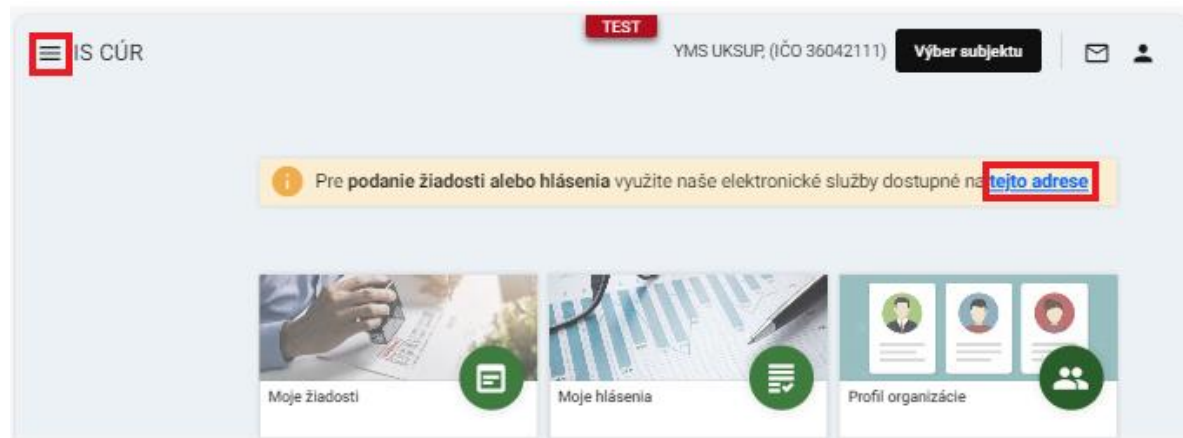 TEST
IS CÚR
YMS UKSUP, (IČO 36042111) Výber subjektu
Pre podanie žiadosti alebo hlásenia využite naše elektronické služby dostupné na tejto adrese
Moje žiadosti
Moje hlásenia
Profil organizácie